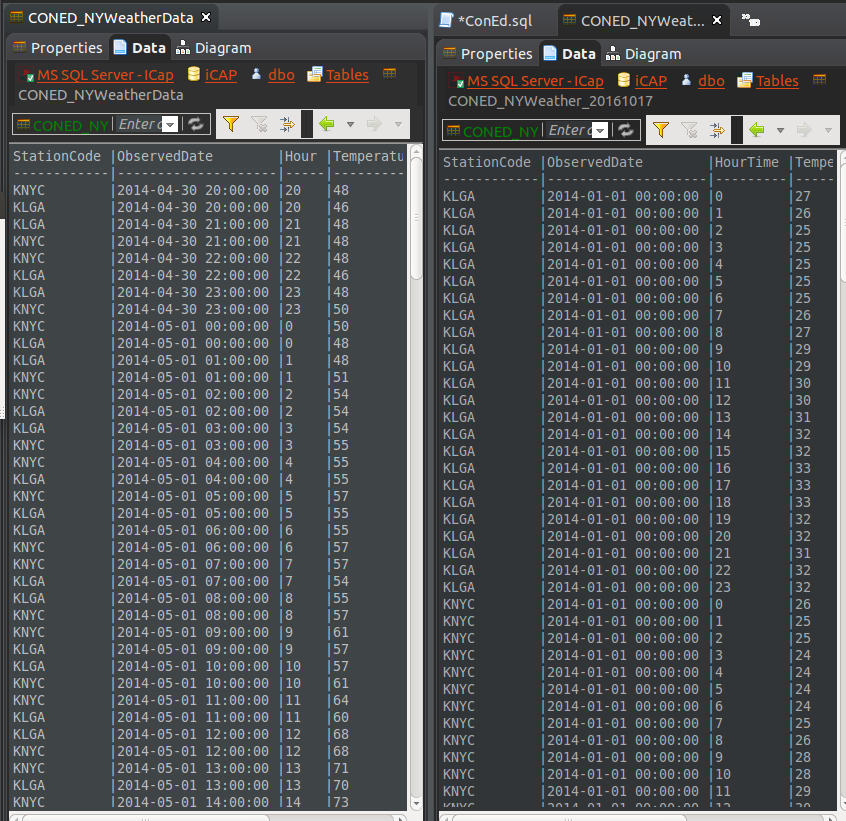 CONED_NYWeatherData
Properties Data Diagram
MS SQL Server - ICap iCAP dbo Tables
CONED_NYWeatherData
CONED_NY Enter
StationCode |ObservedDate |Hour |Temperatu
------------|--------------------|-----|---------
KNYC |2014-04-30 20:00:00 |20 |48
KLGA |2014-04-30 20:00:00 |20 |46
KLGA |2014-04-30 21:00:00 |21 |48
KNYC |2014-04-30 21:00:00 |21 |48
KNYC |2014-04-30 22:00:00 |22 |48
KLGA |2014-04-30 22:00:00 |22 |46
KLGA |2014-04-30 23:00:00 |23 |48
KNYC |2014-04-30 23:00:00 |23 |50
KNYC |2014-05-01 00:00:00 |0 |50
KLGA |2014-05-01 00:00:00 |0 |48
KLGA |2014-05-01 01:00:00 |1 |48
KNYC |2014-05-01 01:00:00 |1 |51
KNYC |2014-05-01 02:00:00 |2 |54
KLGA |2014-05-01 02:00:00 |2 |54
KLGA |2014-05-01 03:00:00 |3 |54
KNYC |2014-05-01 03:00:00 |3 |55
KNYC |2014-05-01 04:00:00 |4 |55
KLGA |2014-05-01 04:00:00 |4 |55
KNYC |2014-05-01 05:00:00 |5 |57
KLGA |2014-05-01 05:00:00 |5 |55
KLGA |2014-05-01 06:00:00 |6 |55
KNYC |2014-05-01 06:00:00 |6 |57
KNYC |2014-05-01 07:00:00 |7 |57
KLGA |2014-05-01 07:00:00 |7 |54
KLGA |2014-05-01 08:00:00 |8 |55
KNYC |2014-05-01 08:00:00 |8 |57
KNYC |2014-05-01 09:00:00 |9 |61
KLGA |2014-05-01 09:00:00 |9 |57
KLGA |2014-05-01 10:00:00 |10 |57
KNYC |2014-05-01 10:00:00 |10 |61
KNYC |2014-05-01 11:00:00 |11 |64
KLGA |2014-05-01 11:00:00 |11 |60
KLGA |2014-05-01 12:00:00 |12 |68
KNYC |2014-05-01 12:00:00 |12 |68
KNYC |2014-05-01 13:00:00 |13 |71
KLGA |2014-05-01 13:00:00 |13 |70
KNYC |2014-05-01 14:00:00 |14 |73
*ConEd.sql CONED_NYWeat...
Properties Data Diagram
MS SQL Server - ICap iCAP dbo Tables
CONED_NYWeather_20161017
CONED_NY Enter
StationCode |ObservedDate |HourTime |Tempe
------------|--------------------|---------|-----
KLGA |2014-01-01 00:00:00 |0 |27
KLGA |2014-01-01 00:00:00 |1 |26
KLGA |2014-01-01 00:00:00 |2 |25
KLGA |2014-01-01 00:00:00 |3 |25
KLGA |2014-01-01 00:00:00 |4 |25
KLGA |2014-01-01 00:00:00 |5 |25
KLGA |2014-01-01 00:00:00 |6 |25
KLGA |2014-01-01 00:00:00 |7 |26
KLGA |2014-01-01 00:00:00 |8 |27
KLGA |2014-01-01 00:00:00 |9 |29
KLGA |2014-01-01 00:00:00 |10 |29
KLGA |2014-01-01 00:00:00 |11 |30
KLGA |2014-01-01 00:00:00 |12 |30
KLGA |2014-01-01 00:00:00 |13 |31
KLGA |2014-01-01 00:00:00 |14 |32
KLGA |2014-01-01 00:00:00 |15 |32
KLGA |2014-01-01 00:00:00 |16 |33
KLGA |2014-01-01 00:00:00 |17 |33
KLGA |2014-01-01 00:00:00 |18 |33
KLGA |2014-01-01 00:00:00 |19 |32
KLGA |2014-01-01 00:00:00 |20 |32
KLGA |2014-01-01 00:00:00 |21 |31
KLGA |2014-01-01 00:00:00 |22 |32
KLGA |2014-01-01 00:00:00 |23 |32
KNYC |2014-01-01 00:00:00 |0 |26
KNYC |2014-01-01 00:00:00 |1 |25
KNYC |2014-01-01 00:00:00 |2 |25
KNYC |2014-01-01 00:00:00 |3 |24
KNYC |2014-01-01 00:00:00 |4 |24
KNYC |2014-01-01 00:00:00 |5 |24
KNYC |2014-01-01 00:00:00 |6 |24
KNYC |2014-01-01 00:00:00 |7 |25
KNYC |2014-01-01 00:00:00 |8 |26
KNYC |2014-01-01 00:00:00 |9 |28
KNYC |2014-01-01 00:00:00 |10 |28
KNYC |2014-01-01 00:00:00 |11 |29